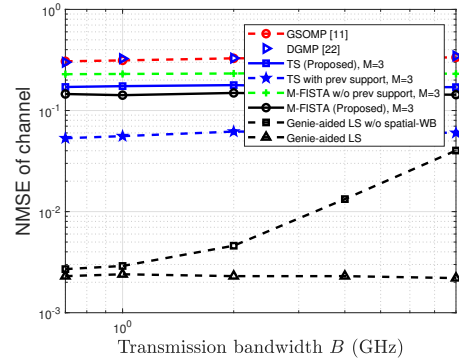 10^0
10^-1
10^-2
10^-3
NMSE of channel
GSOMP [11]
DGMP [22]
TS (Proposed), M=3
TS with prev support, M=3
M-FISTA w/o prev support, M=3
M-FISTA (Proposed), M=3
Genie-aided LS w/o spatial-WB
Genie-aided LS
10^0
Transmission bandwidth B (GHz)